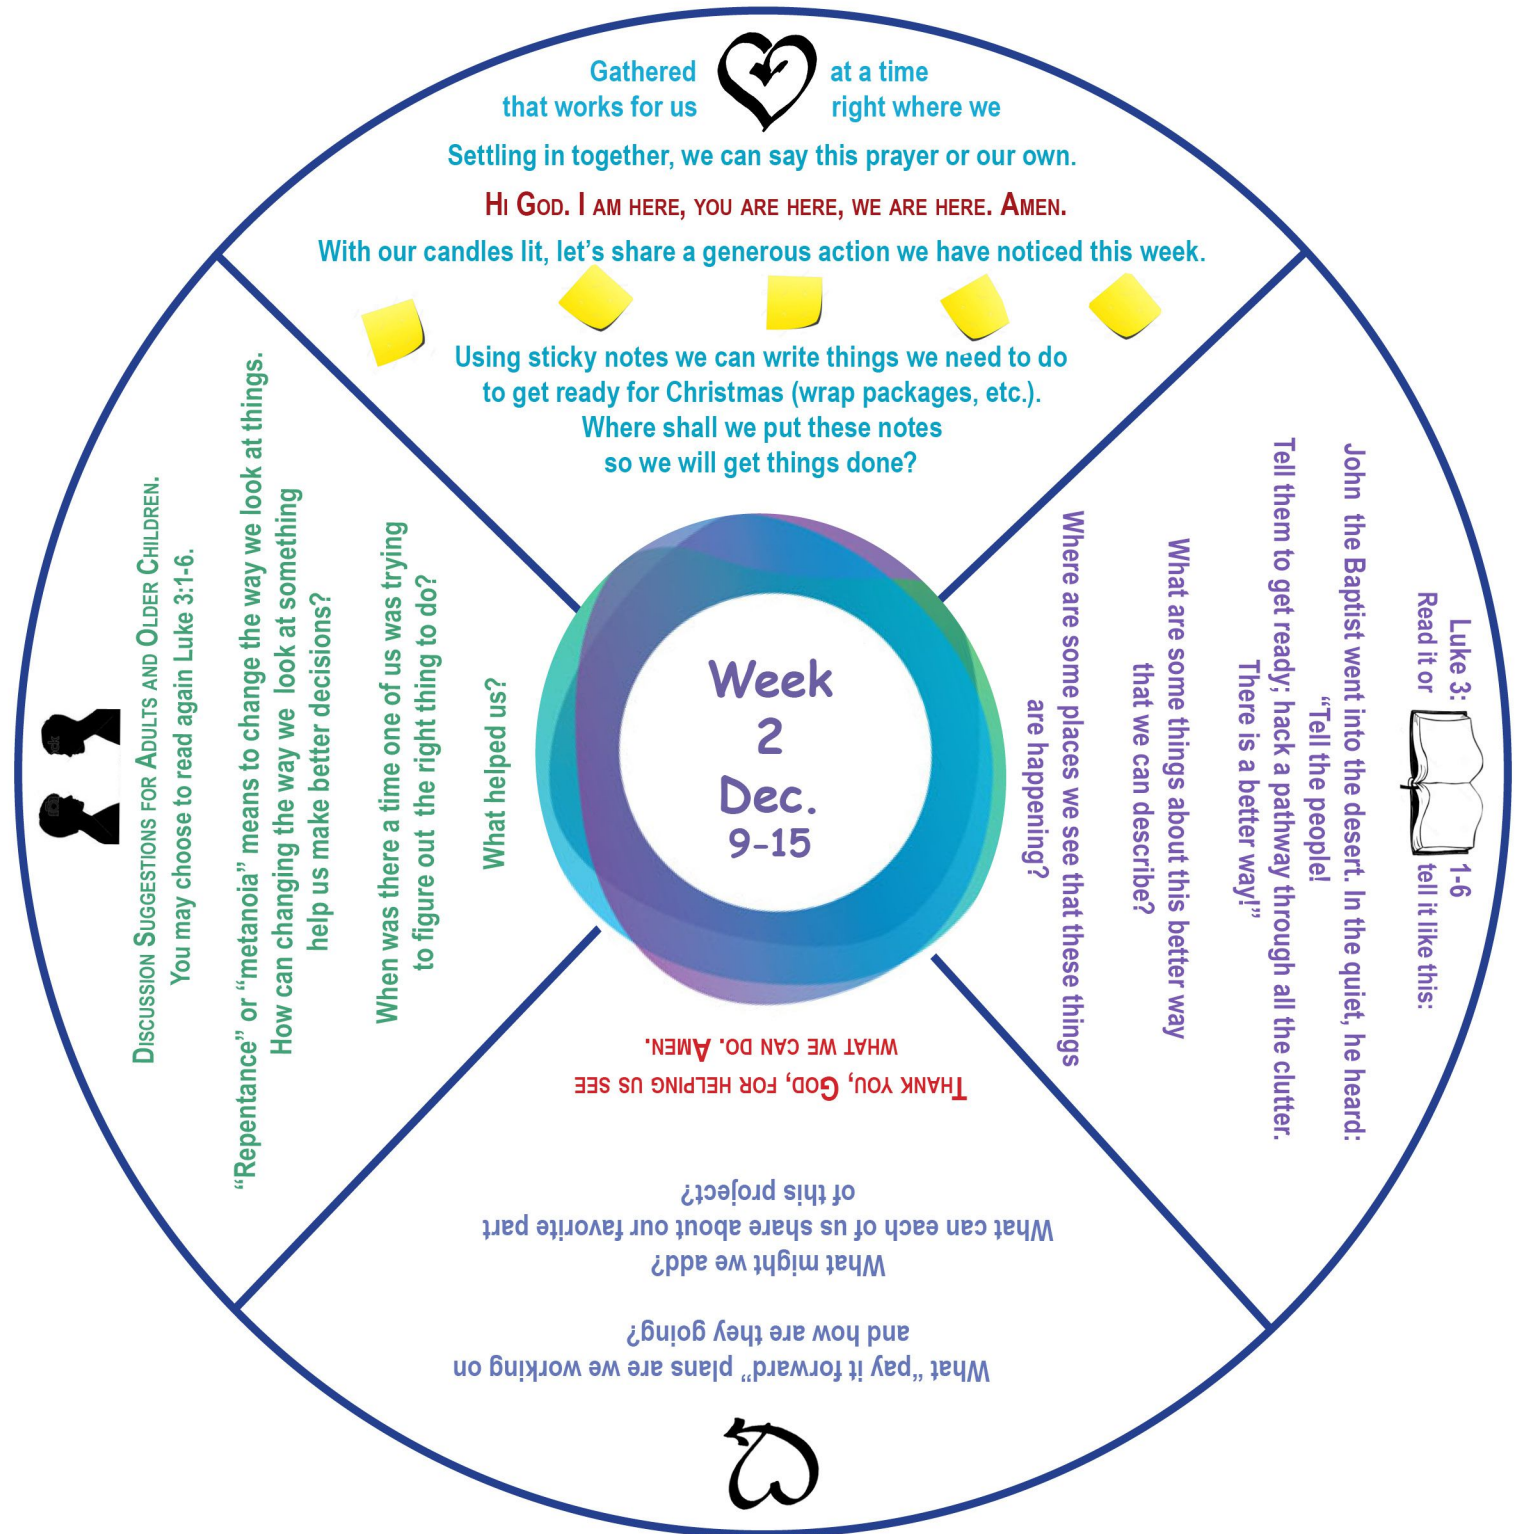 Gathered at a time
that works for us right where we
Settling in together, we can say this prayer or our own.
HI GOD. I AM HERE, YOU ARE HERE, WE ARE HERE. AMEN.
With our candles lit, let's share a generous action we have noticed this week.
Using sticky notes we can write things we need to do
to get ready for Christmas (wrap packages, etc.).
Where shall we put these notes
so we will get things done?
Luke 3: 1-6
Read it or tell it like this:
John the Baptist went into the desert. In the quiet, he heard:
“Tell the people!
Tell them to get ready; hack a pathway through all the clutter.
There is a better way!”
What are some things about this better way
that we can describe?
Where are some places we see that these things
are happening?
What “pay it forward” plans are we working on
and how are they going?
What might we add?
What can each of us share about our favorite part
of this project?
THANK YOU, GOD, FOR HELPING US SEE
WHAT WE CAN DO. AMEN.
DISCUSSION SUGGESTIONS FOR ADULTS AND OLDER CHILDREN.
You may choose to read again Luke 3:1-6.
“Repentance” or “metanoia” means to change the way we look at things.
How can changing the way we look at something
help us make better decisions?
When was there a time one of us was trying
to figure out the right thing to do?
What helped us?
Week
2
Dec.
9-15